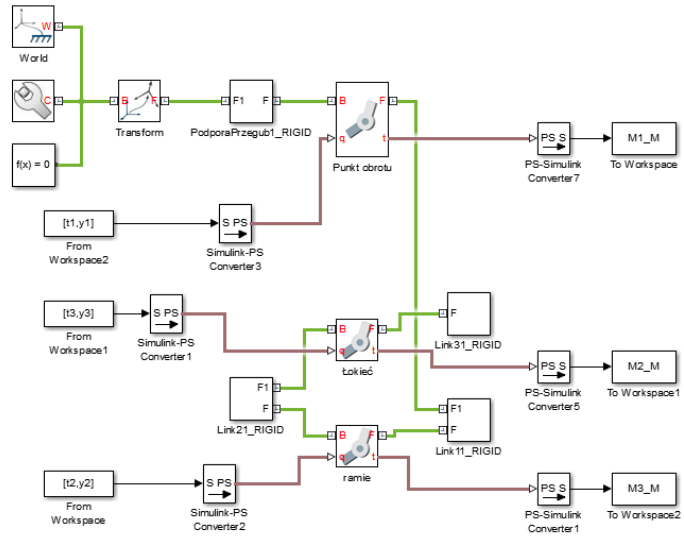 W
World
C
f(x) = 0
B F
Transform
F1 F
PodporaPrzegub1_RIGID
B F
q t
Punkt obrotu
PS S
PS-Simulink
Converter7
M1_M
To Workspace
[t1,y1]
From
Workspace2
S PS
Simulink-PS
Converter3
[t3,y3]
From
Workspace1
S PS
Simulink-PS
Converter1
B F
q t
Łokieć
F
Link31_RIGID
PS S
PS-Simulink
Converter5
M2_M
To Workspace1
F1
F
Link21_RIGID
B F
q t
ramie
F1
F
Link11_RIGID
[t2,y2]
From
Workspace
S PS
Simulink-PS
Converter2
PS S
PS-Simulink
Converter1
M3_M
To Workspace2